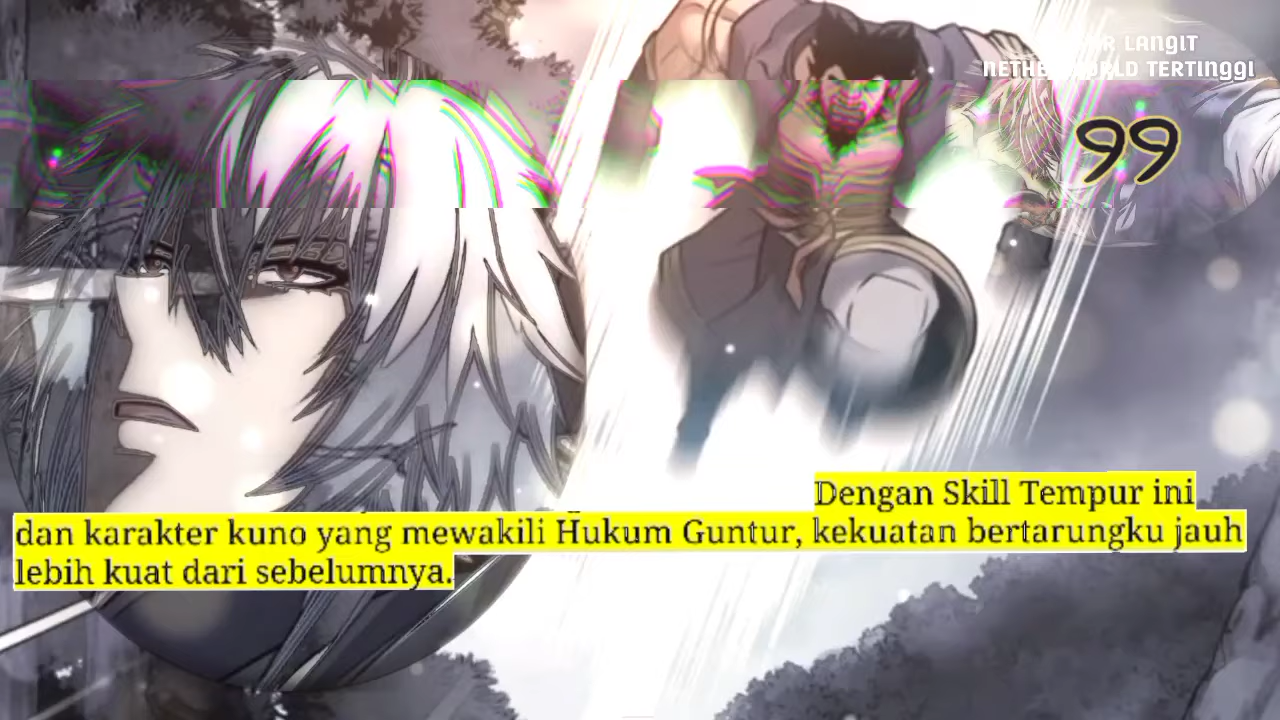 LANGIT
TERTINGGI
99
Dengan Skill Tempur ini
dan karakter kuno yang mewakili Hukum Guntur, kekuatan bertarungku jauh
lebih kuat dari sebelumnya.